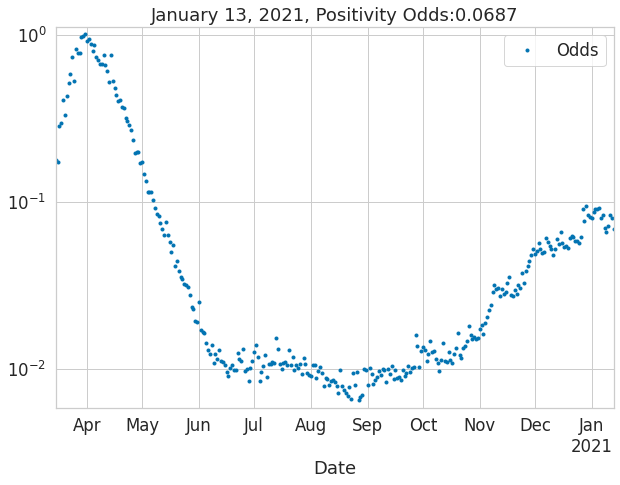 January 13, 2021, Positivity Odds:0.0687
Odds
10⁰
10⁻¹
10⁻²
Apr May Jun Jul Aug Sep Oct Nov Dec Jan
2021
Date